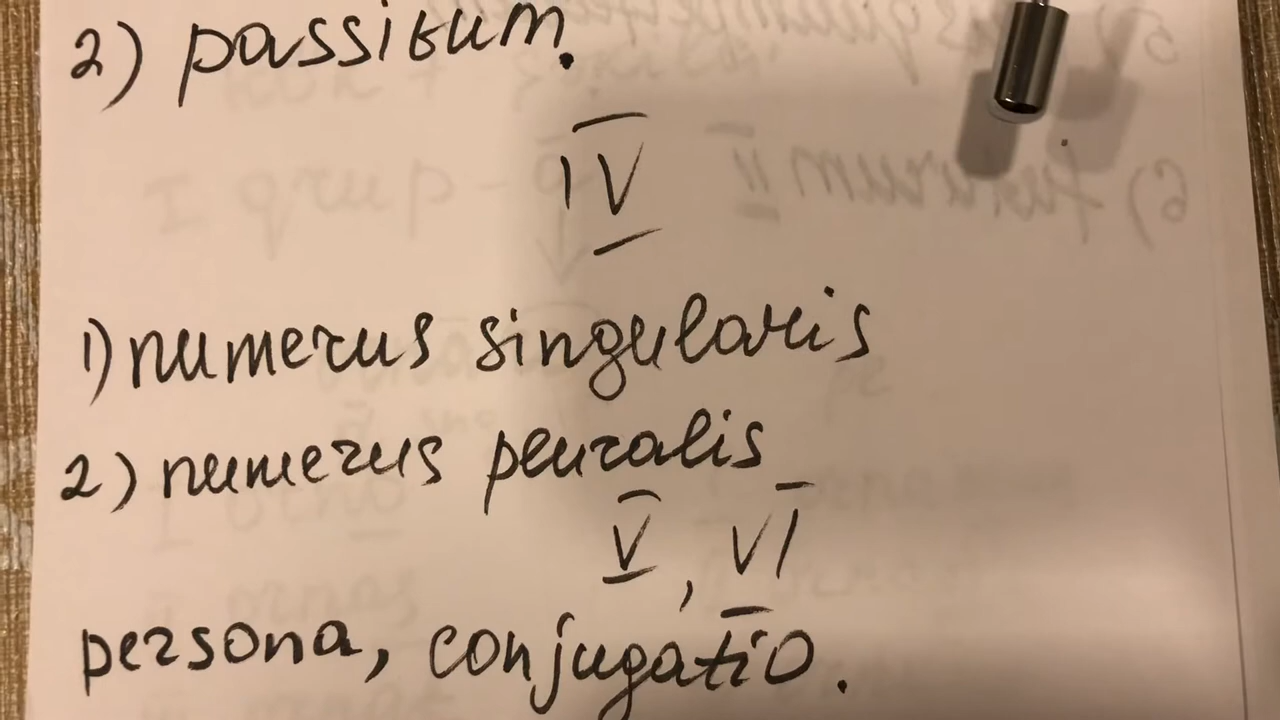 2) passivum.
IV
1) numerus singularis
2) numerus pluralis
V, VI
persona, conjugatio.